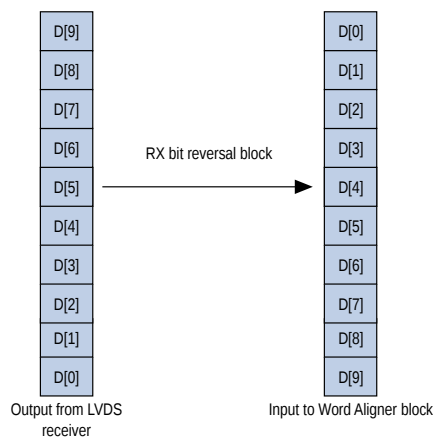 D[9]
D[8]
D[7]
D[6]
D[5]
D[4]
D[3]
D[2]
D[1]
D[0]
Output from LVDS
receiver
RX bit reversal block
D[0]
D[1]
D[2]
D[3]
D[4]
D[5]
D[6]
D[7]
D[8]
D[9]
Input to Word Aligner block